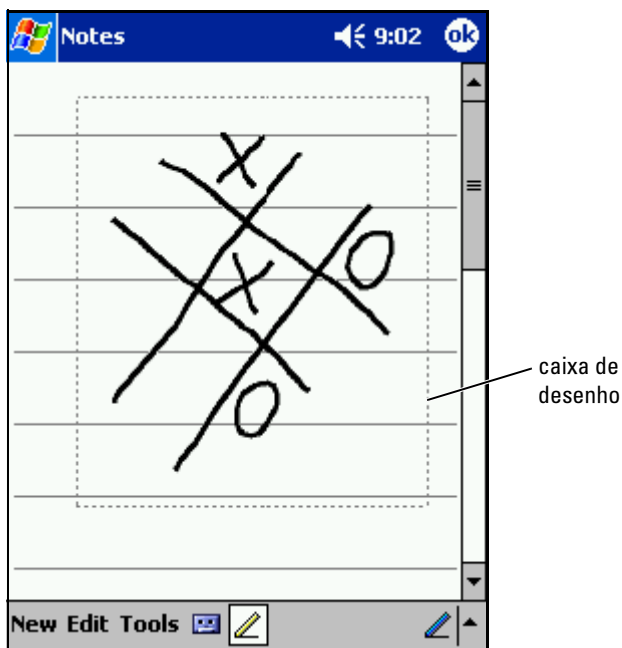 Notes 9:02 ok
X
O
X
O
caixa de
desenho
New Edit Tools